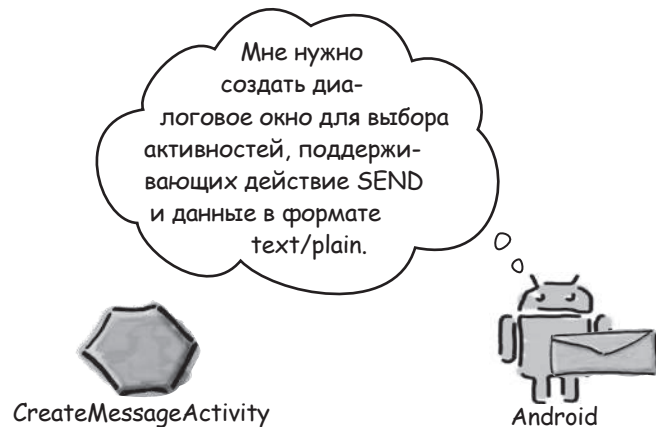 Мне нужно
создать диа-
логовое окно для выбора
активностей, поддержи-
вающих действие SEND
и данные в формате
text/plain.
CreateMessageActivity
Android